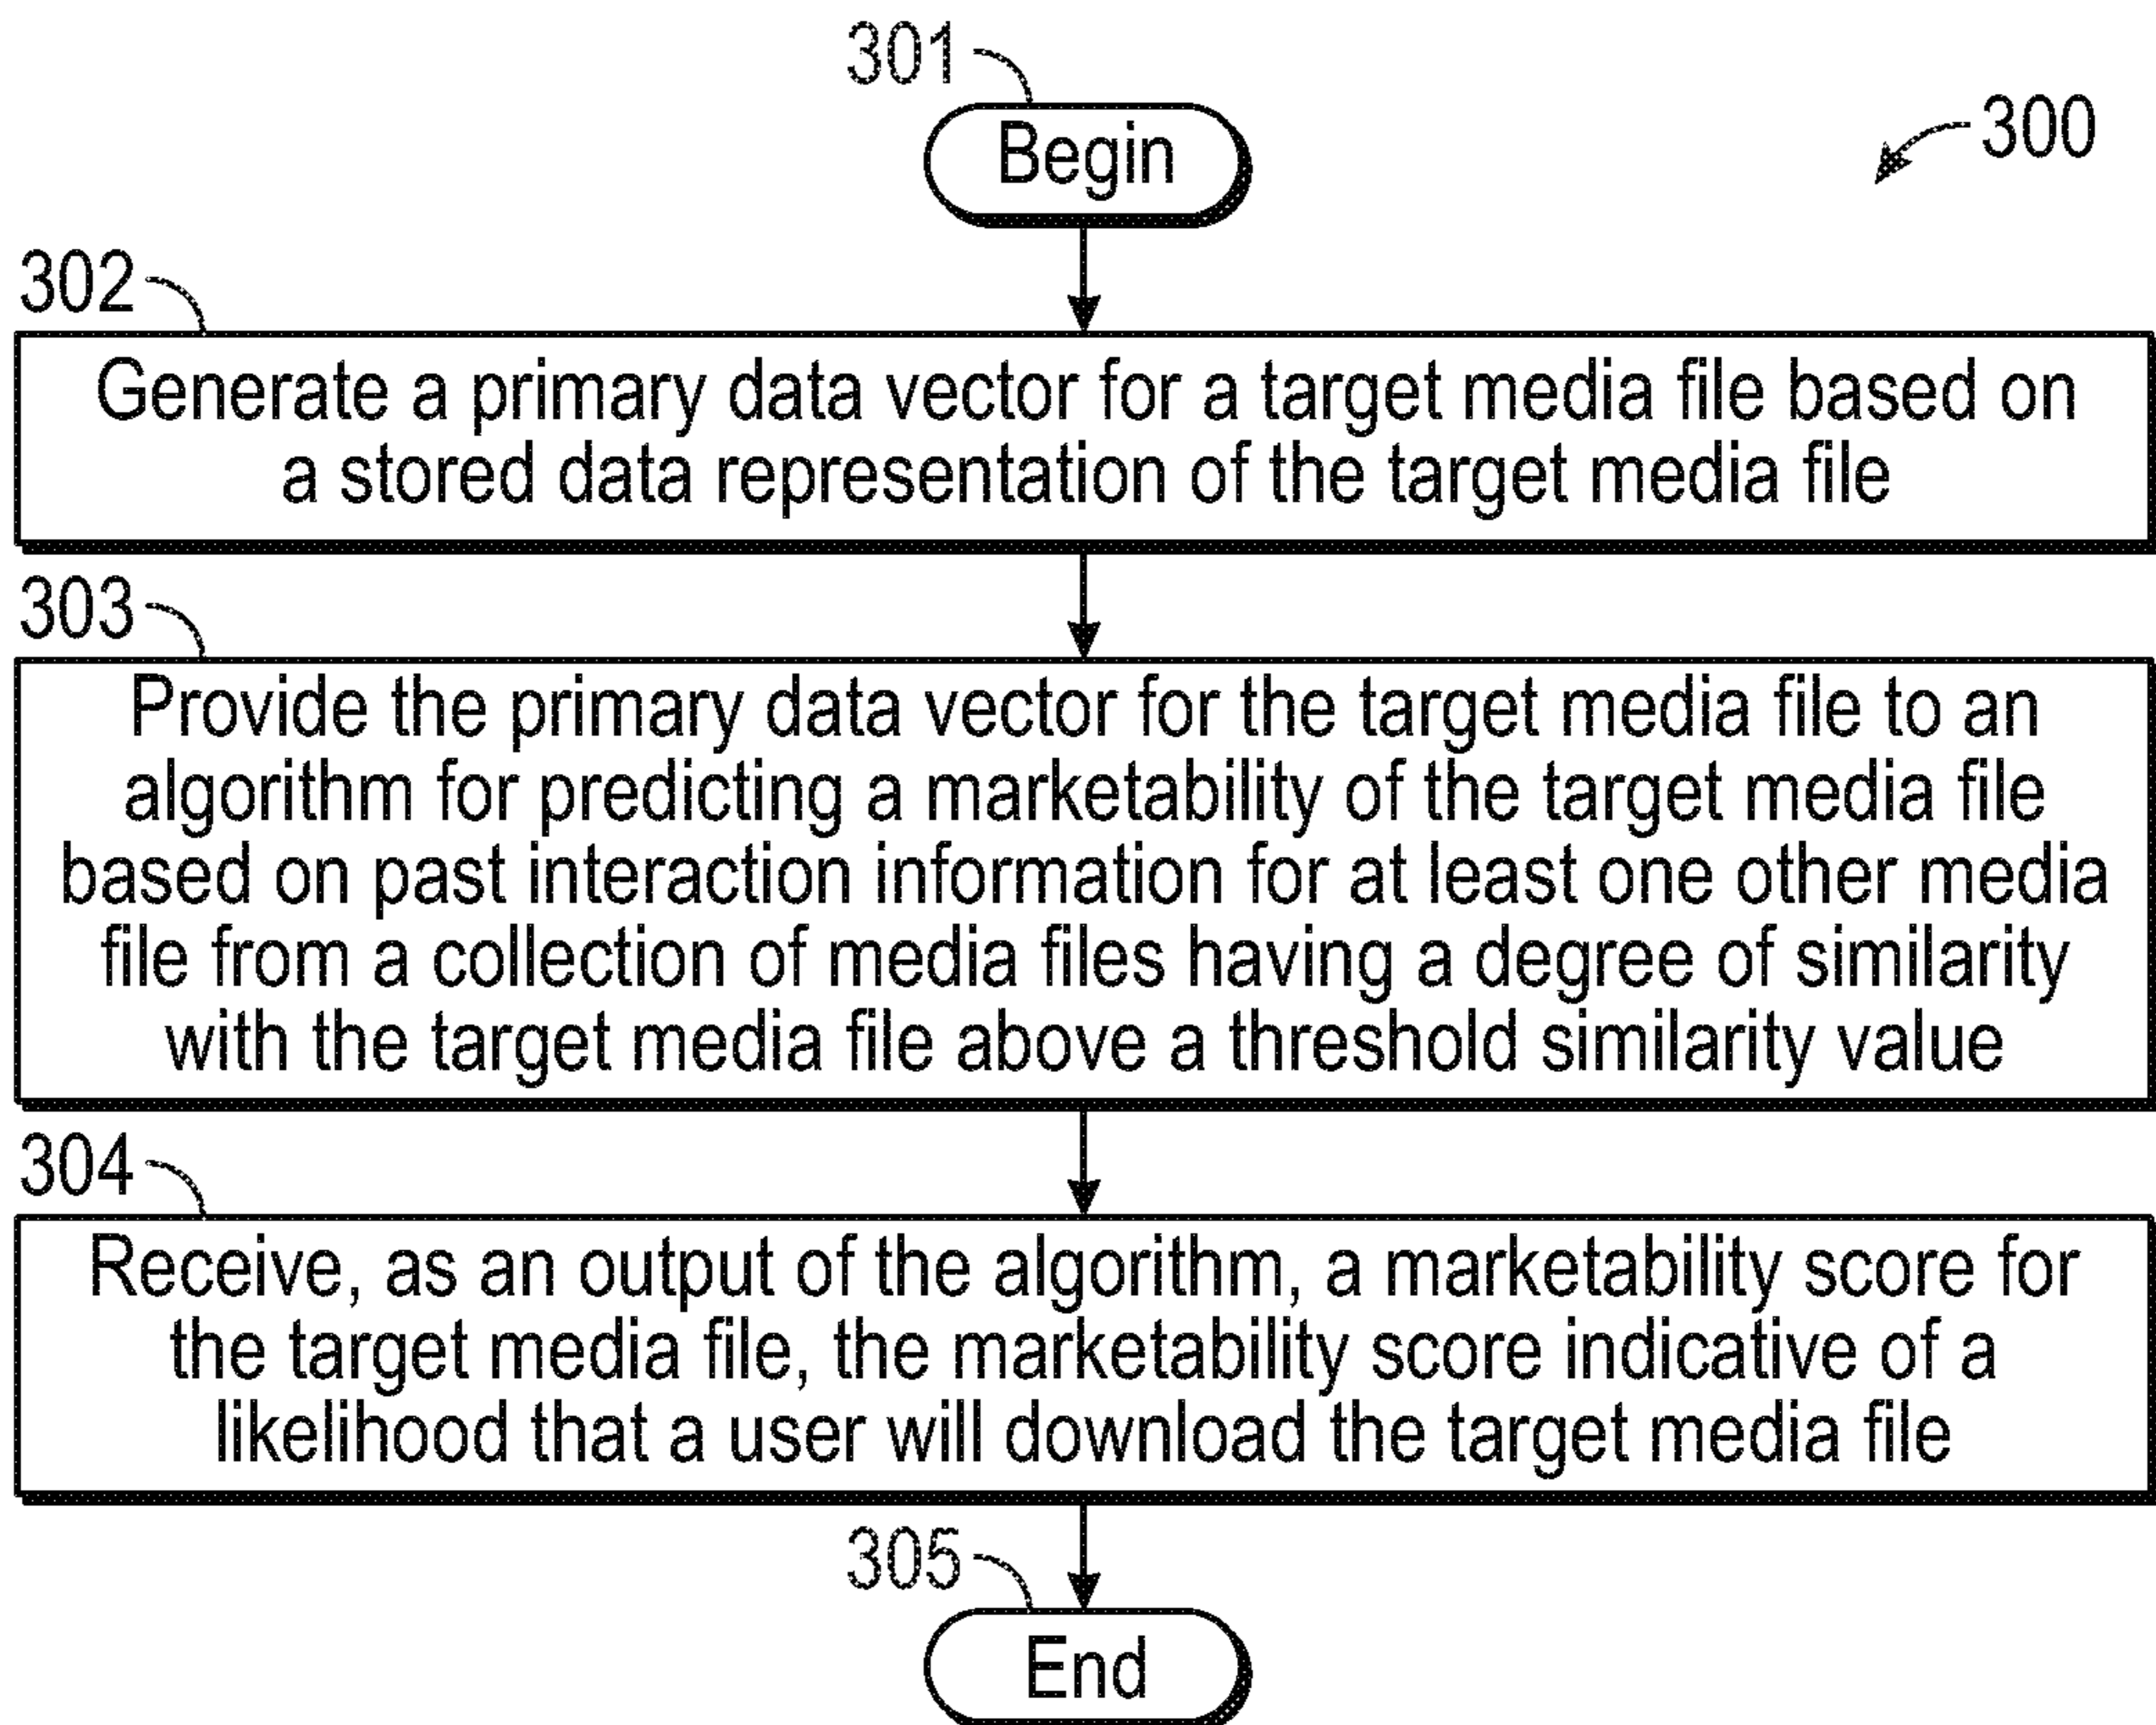 301
Begin
300
302
Generate a primary data vector for a target media file based on
a stored data representation of the target media file
303
Provide the primary data vector for the target media file to an
algorithm for predicting a marketability of the target media file
based on past interaction information for at least one other media
file from a collection of media files having a degree of similarity
with the target media file above a threshold similarity value
304
Receive, as an output of the algorithm, a marketability score for
the target media file, the marketability score indicative of a
likelihood that a user will download the target media file
305
End